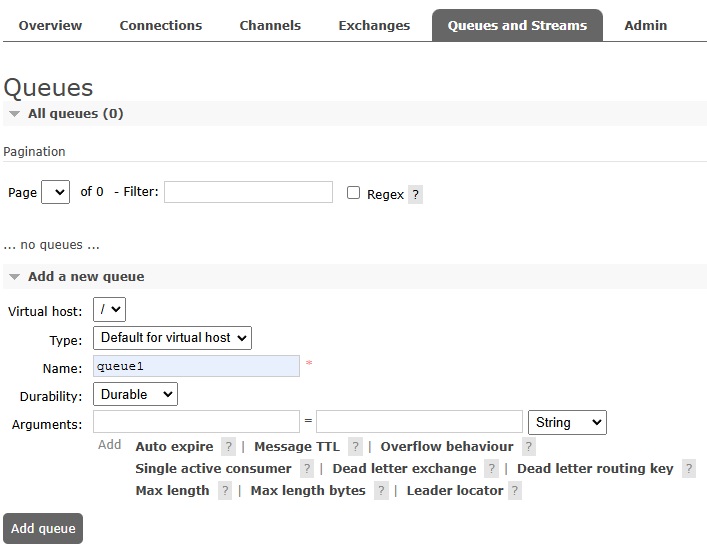 Overview Connections Channels Exchanges Queues and Streams Admin
Queues
All queues (0)
Pagination
Page of 0 - Filter: Regex ?
... no queues ...
Add a new queue
Virtual host: /
Type: Default for virtual host
Name: queue1 *
Durability: Durable
Arguments: = String
Add Auto expire ? | Message TTL ? | Overflow behaviour ?
Single active consumer ? | Dead letter exchange ? | Dead letter routing key ?
Max length ? | Max length bytes ? | Leader locator ?
Add queue